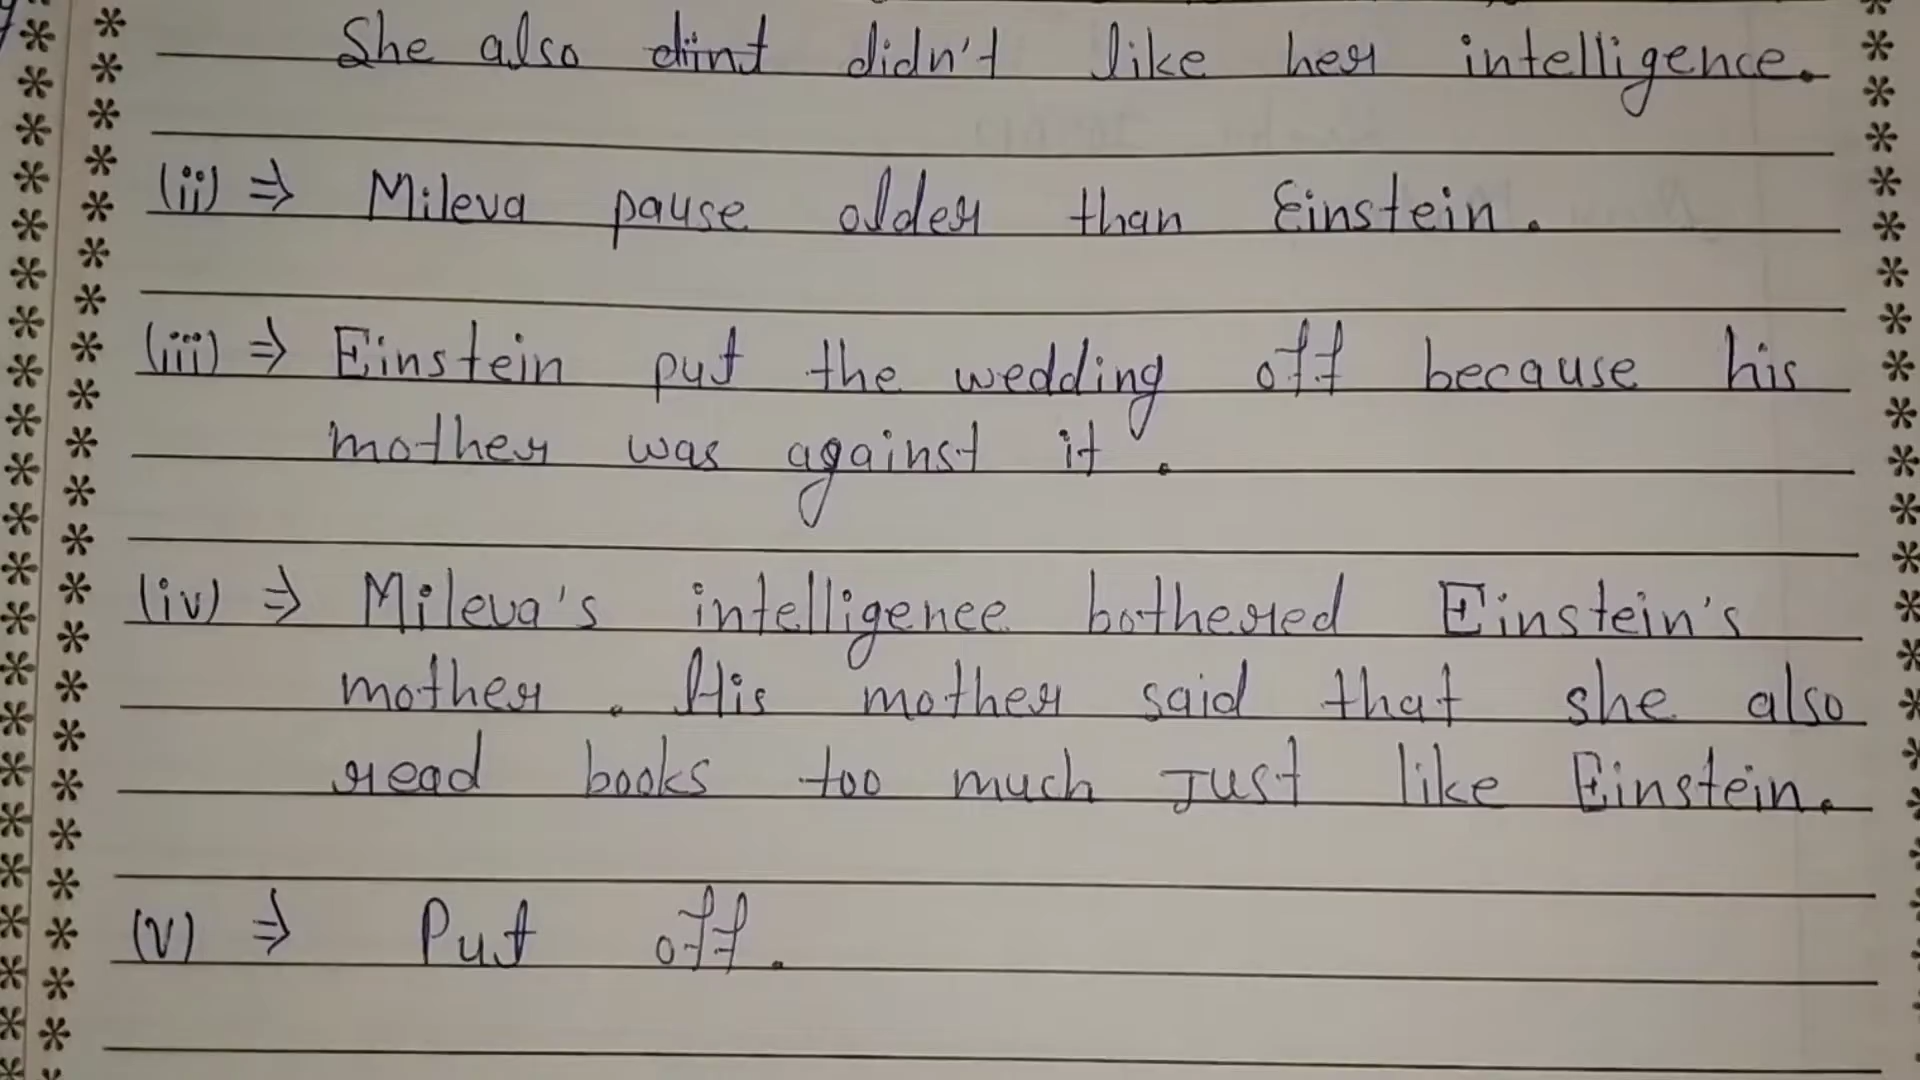 She also diint didn't like her intelligence.
(ii) ⇒ Mileva pause older than Einstein.
(iii) ⇒ Einstein put the wedding off because his
mother was against it.
(iv) ⇒ Mileva's intelligence bothered Einstein's
mother. His mother said that she also
read books too much Just like Einstein.
(v) ⇒ Put off.